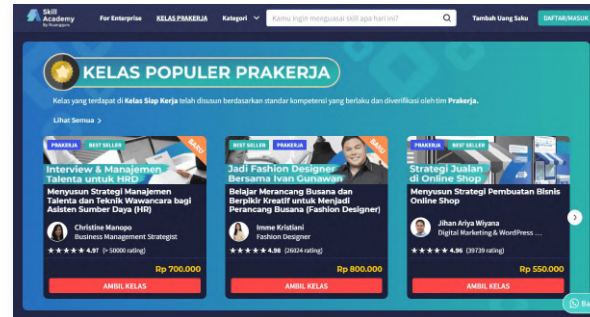 Skill
Academy
By Ruangguru
For Enterprise
KELAS PRAKERJA
Kategori
Kamu ingin menguasai skill apa hari ini?
Tambah Uang Saku
DAFTAR/MASUK
KELAS POPULER PRAKERJA
Kelas yang terdapat di Kelas Siap Kerja telah disusun berdasarkan standar kompetensi yang berlaku dan diverifikasi oleh tim Prakerja.
Lihat Semua >
PRAKERJA
BEST SELLER
BARU
Interview & Manajemen
Talenta untuk HRD
Menyusun Strategi Manajemen
Talenta dan Teknik Wawancara bagi
Asisten Sumber Daya (HR)
Christine Manopo
Business Management Strategist
4.97 (> 50000 rating)
Rp 700.000
AMBIL KELAS
BEST SELLER
PRAKERJA
BARU
Jadi Fashion Designer
Bersama Ivan Gunawan
Belajar Merancang Busana dan
Berpikir Kreatif untuk Menjadi
Perancang Busana (Fashion Designer)
Imme Kristiani
Fashion Designer
4.98 (26024 rating)
Rp 800.000
AMBIL KELAS
PRAKERJA
BEST SELLER
Strategi Jualan
di Online Shop
Menyusun Strategi Pembuatan Bisnis
Online Shop
Jihan Ariya Wiyana
Digital Marketing & WordPress ...
4.96 (39739 rating)
Rp 550.000
AMBIL KELAS
Ba